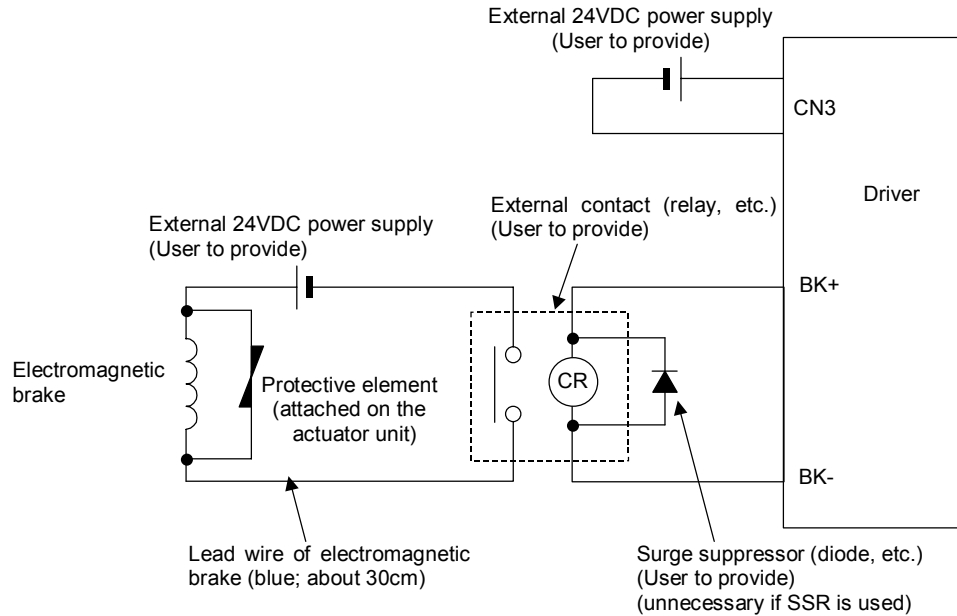 External 24VDC power supply
(User to provide)
CN3
Driver
External contact (relay, etc.)
(User to provide)
External 24VDC power supply
(User to provide)
BK+
Electromagnetic
brake
Protective element
(attached on the
actuator unit)
CR
BK-
Lead wire of electromagnetic
brake (blue; about 30cm)
Surge suppressor (diode, etc.)
(User to provide)
(unnecessary if SSR is used)